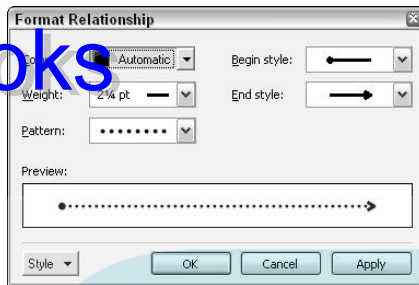 Format Relationship
oks
Automatic
Begin style:
Weight:
2¼ pt
End style:
Pattern:
Preview:
Style
OK
Cancel
Apply